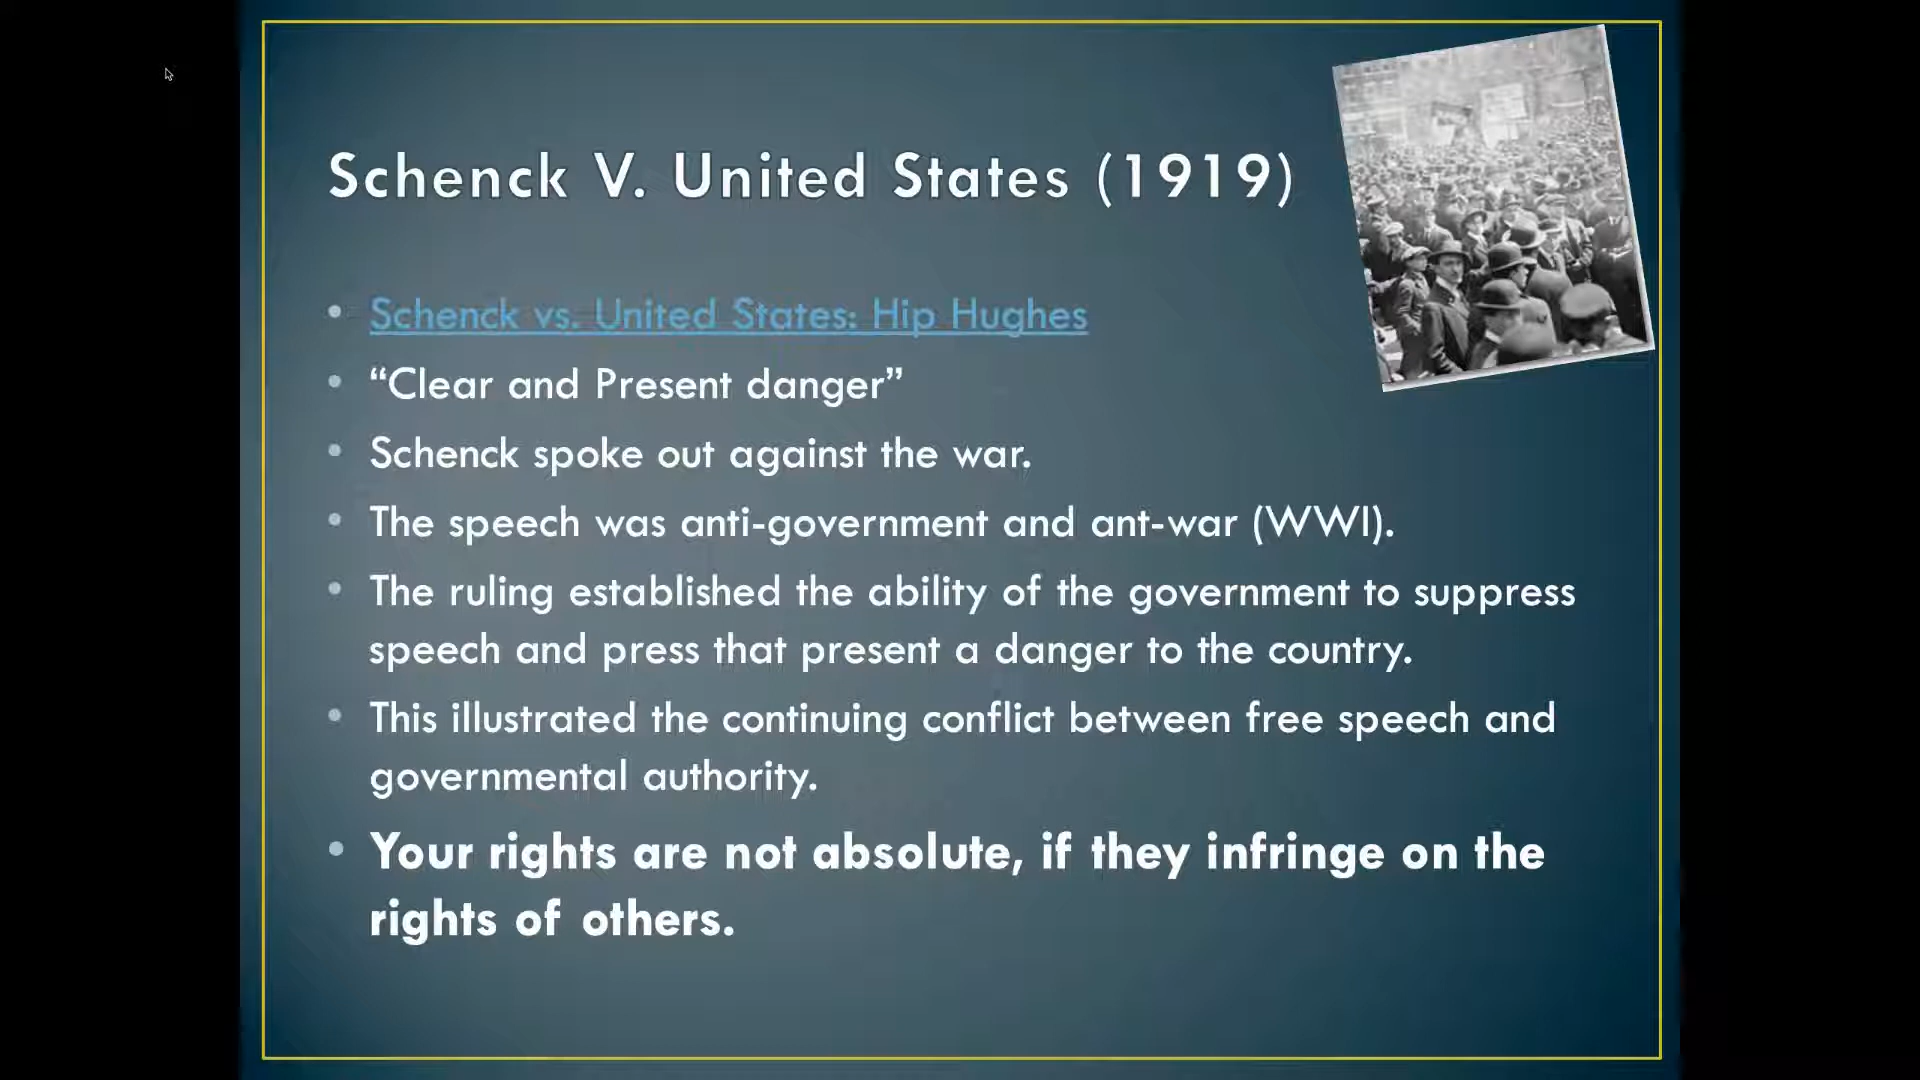 Schenck V. United States (1919)
• Schenck vs. United States: Hip Hughes
• “Clear and Present danger”
• Schenck spoke out against the war.
• The speech was anti-government and ant-war (WWI).
• The ruling established the ability of the government to suppress
speech and press that present a danger to the country.
• This illustrated the continuing conflict between free speech and
governmental authority.
• Your rights are not absolute, if they infringe on the
rights of others.